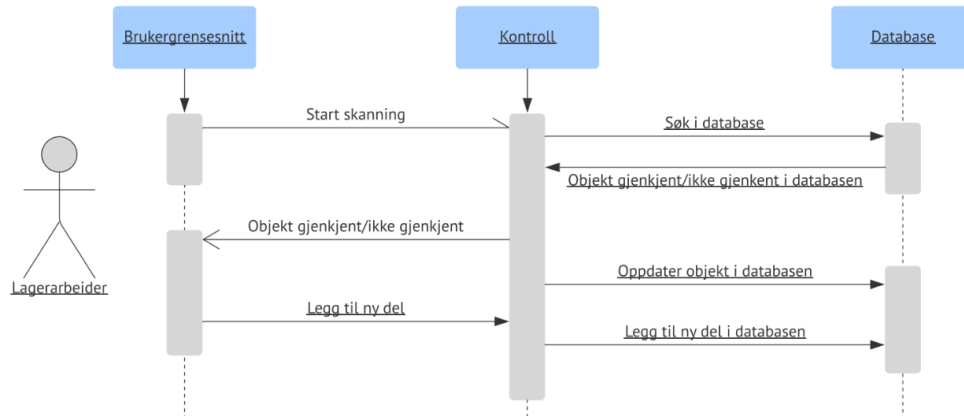 Brukergrensesnitt
Kontroll
Database
Start skanning
Søk i database
Objekt gjenkjent/ikke gjenkent i databasen
Objekt gjenkjent/ikke gjenkjent
Oppdater objekt i databasen
Lagerarbeider
Legg til ny del
Legg til ny del i databasen